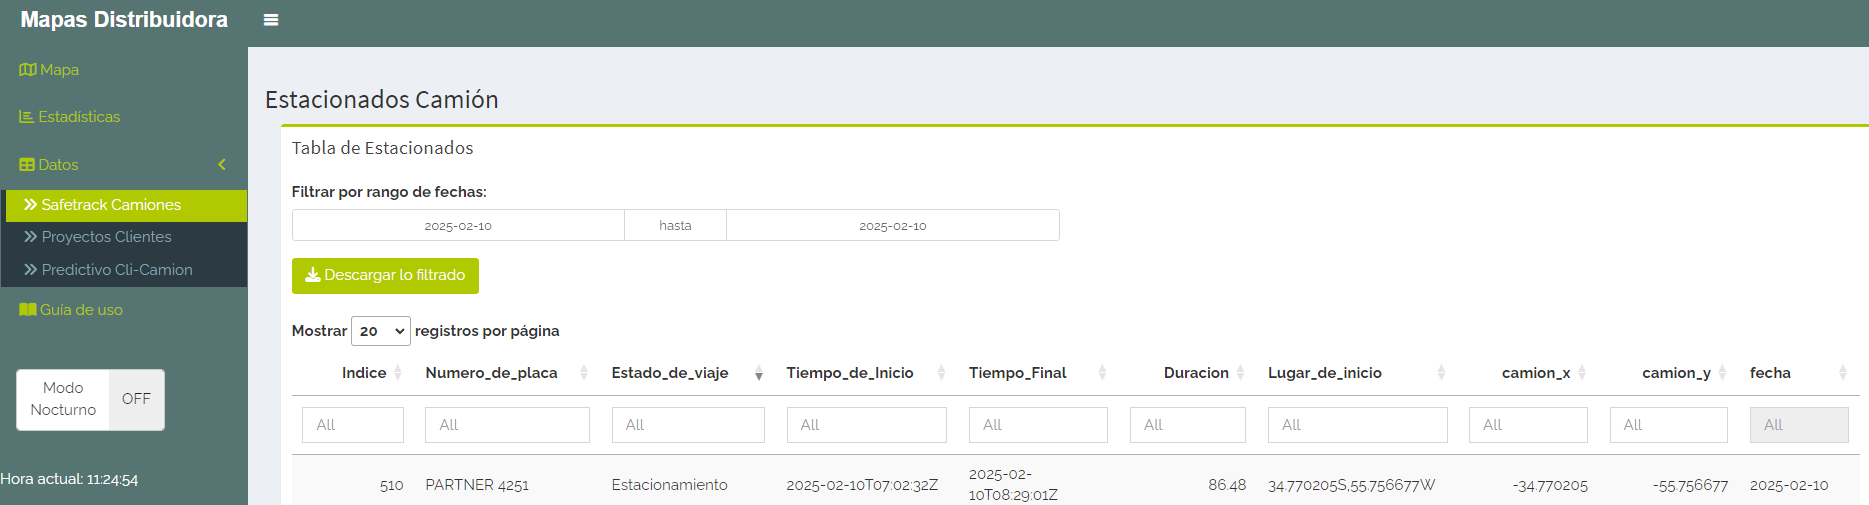 Mapas Distribuidora
Mapa
Estadísticas
Datos
Safetrack Camiones
Proyectos Clientes
Predictivo Cli-Camion
Guía de uso
Modo
Nocturno
OFF
Hora actual: 11:24:54
Estacionados Camión
Tabla de Estacionados
Filtrar por rango de fechas:
2025-02-10 hasta 2025-02-10
Descargar lo filtrado
Mostrar 20 registros por página
Indice Numero_de_placa Estado_de_viaje Tiempo_de_Inicio Tiempo_Final Duracion Lugar_de_inicio camion_x camion_y fecha
All All All All All All All All All All
510 PARTNER 4251 Estacionamiento 2025-02-10T07:02:32Z 2025-02-
10T08:29:01Z 86.48 34.770205S,55.756677W -34.770205 -55.756677 2025-02-10